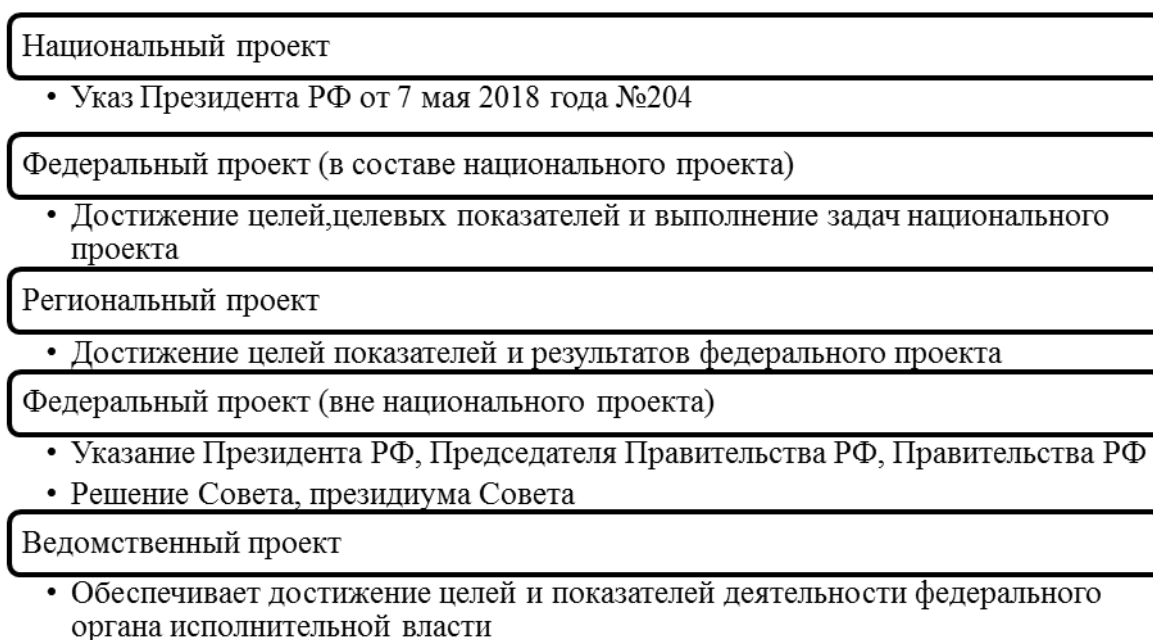 Национальный проект
• Указ Президента РФ от 7 мая 2018 года №204
Федеральный проект (в составе национального проекта)
• Достижение целей,целевых показателей и выполнение задач национального
проекта
Региональный проект
• Достижение целей показателей и результатов федерального проекта
Федеральный проект (вне национального проекта)
• Указание Президента РФ, Председателя Правительства РФ, Правительства РФ
• Решение Совета, президиума Совета
Ведомственный проект
• Обеспечивает достижение целей и показателей деятельности федерального
органа исполнительной власти